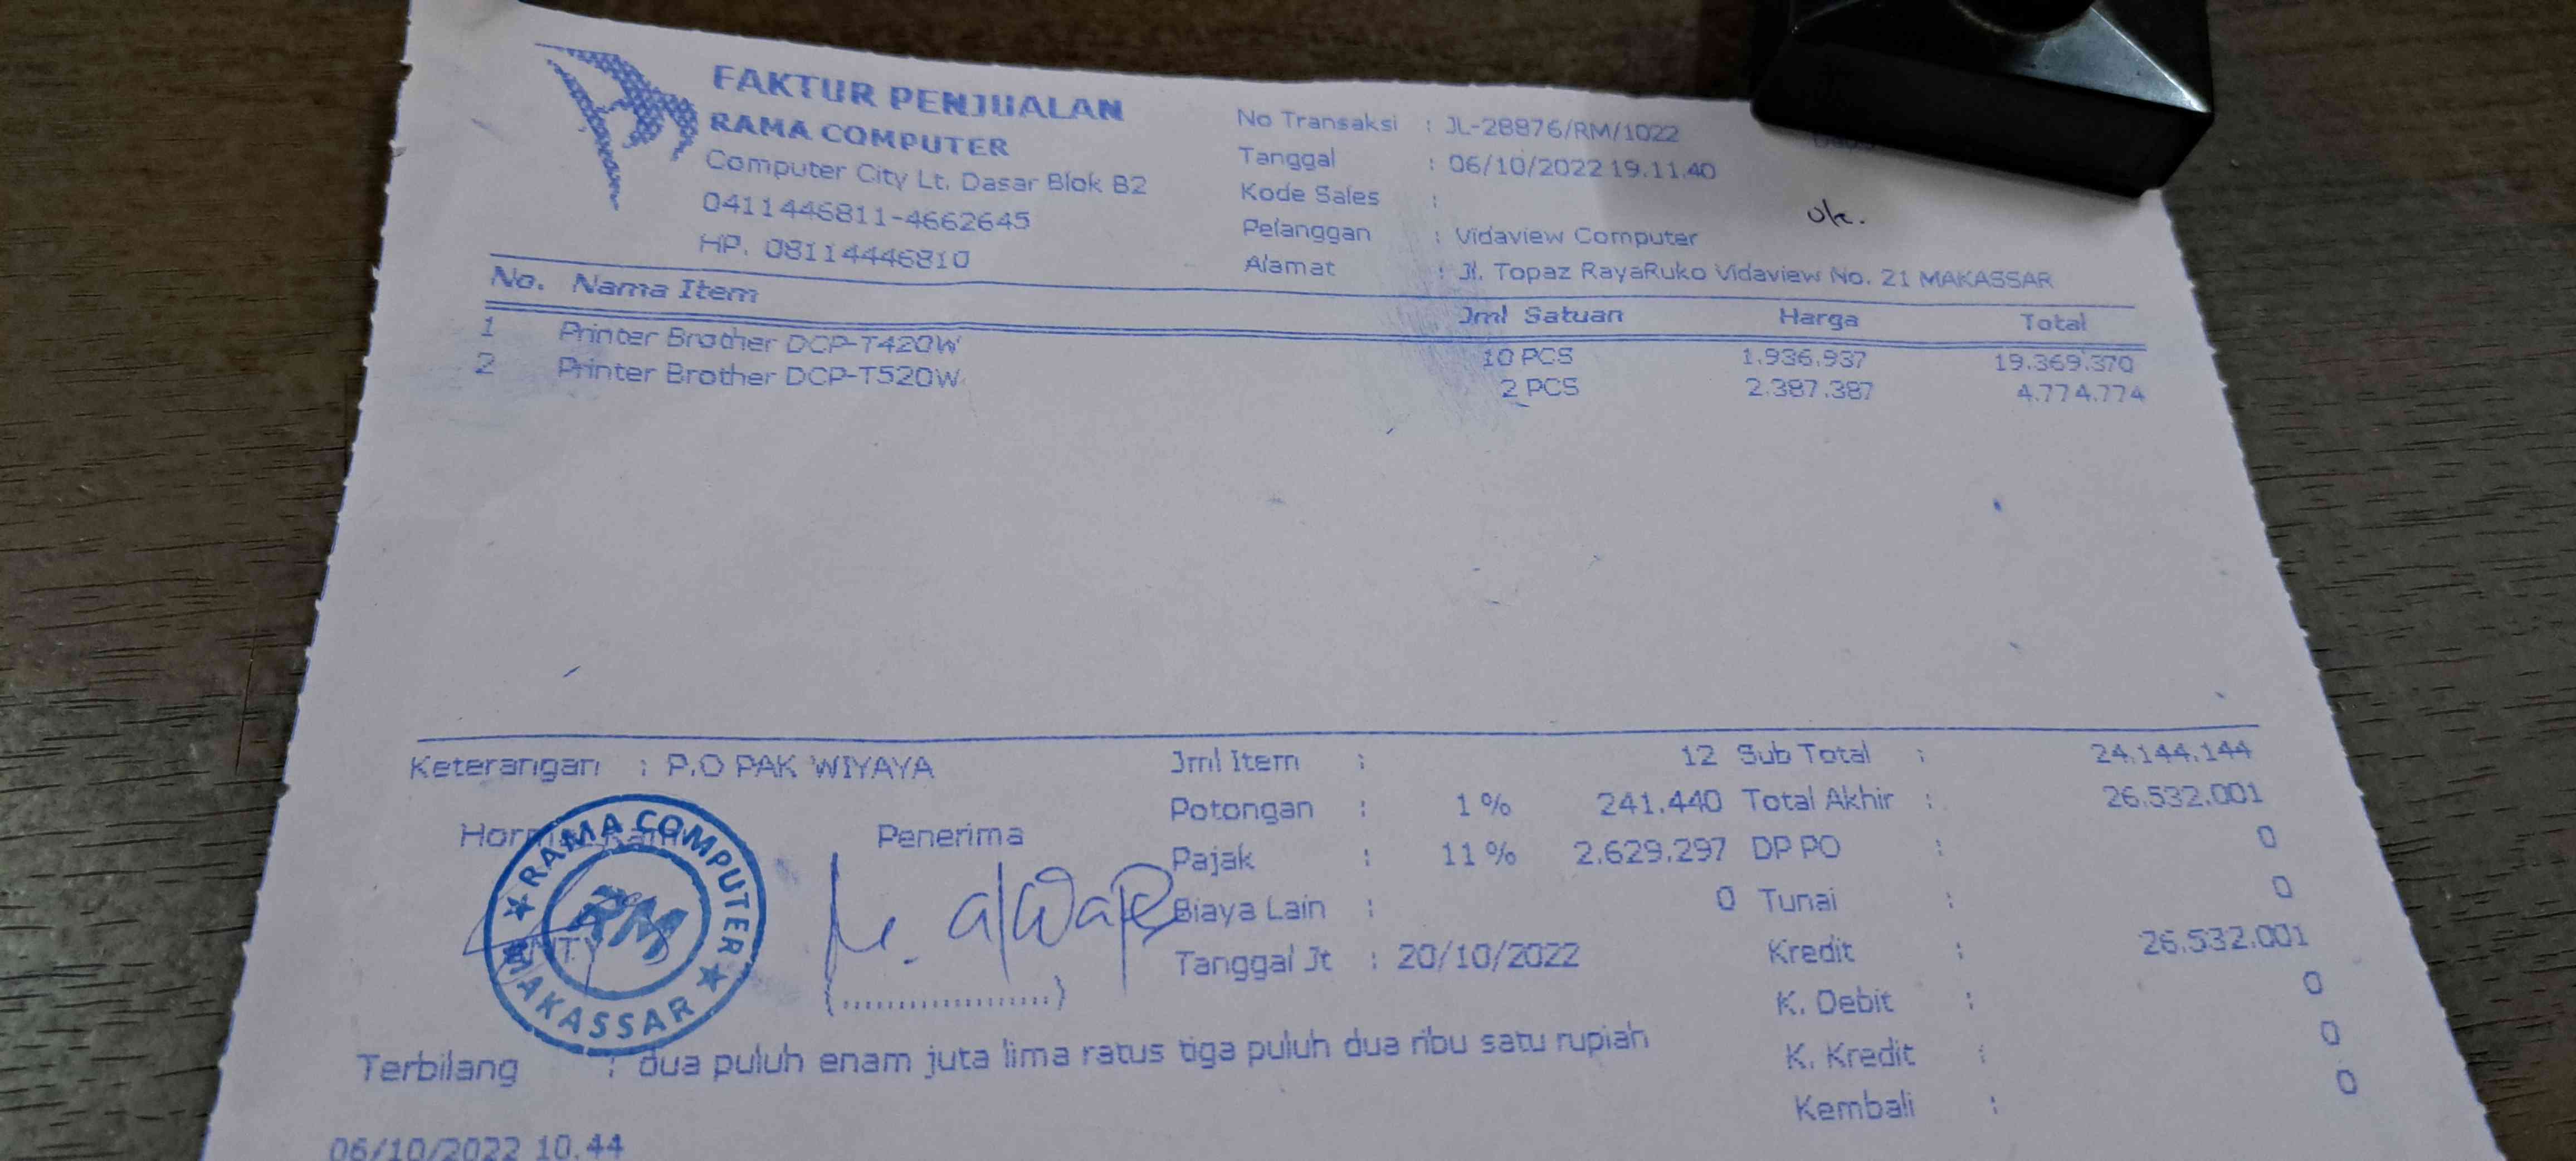 FAKTUR PENJUALAN
RAMA COMPUTER
Computer City Lt. Dasar Blok B2
0411446811-4662645
HP. 08114446810
No Transaksi : JL-28876/RM/1022
Tanggal : 06/10/2022 19.11.40
Kode Sales :
Pelanggan : Vidaview Computer
Alamat : Jl. Topaz RayaRuko Vidaview No. 21 MAKASSAR
ok.
No. Nama Item Jml Satuan Harga Total
1 Printer Brother DCP-T420W 10 PCS 1.936.937 19.369.370
2 Printer Brother DCP-T520W 2 PCS 2.387.387 4.774.774
Keterangan : P.O PAK WIYAYA
Penerima
RAMA COMPUTER
RM
MAKASSAR
(....................)
Jml Item : 12
Potongan : 1 % 241.440
Pajak : 11 % 2.629.297
Biaya Lain : 0
Tanggal Jt : 20/10/2022
Sub Total : 24.144.144
Total Akhir : 26.532.001
DP PO : 0
Tunai : 0
Kredit : 26.532.001
K. Debit : 0
K. Kredit : 0
Kembali : 0
Terbilang : dua puluh enam juta lima ratus tiga puluh dua ribu satu rupiah
06/10/2022 10.44